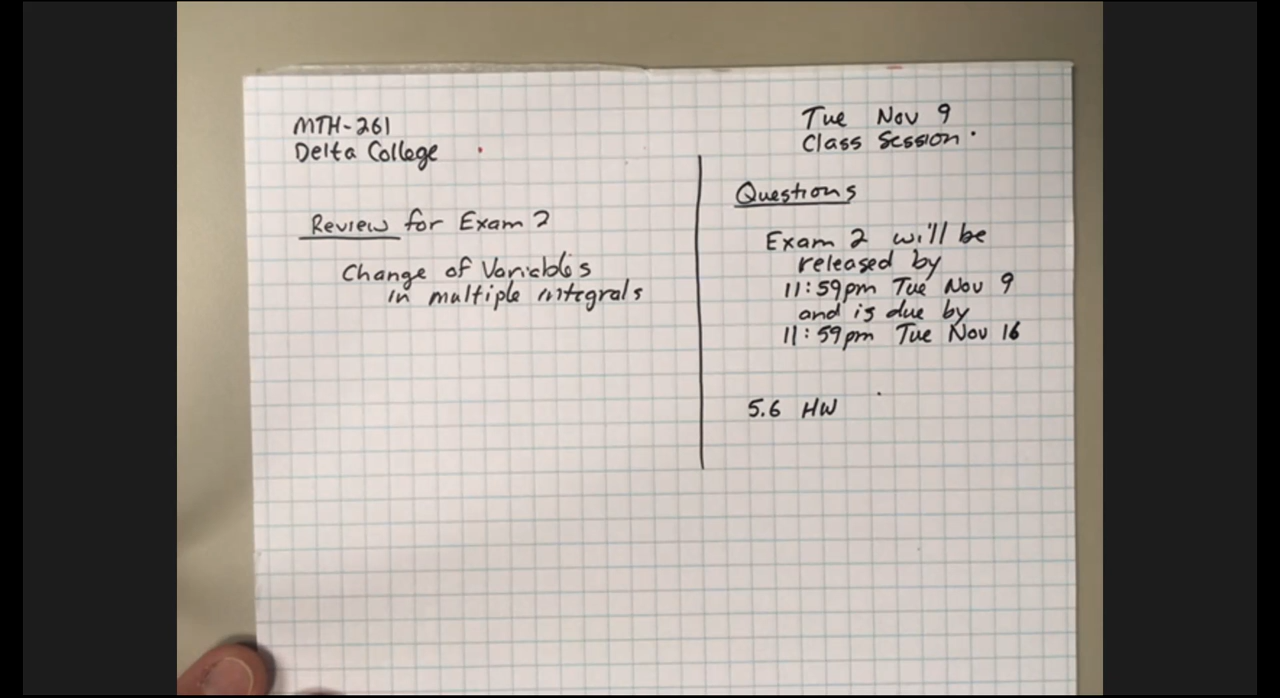 MTH-261
Delta College
Tue Nov 9
Class Session
Review for Exam 2
Change of Variables
in multiple integrals
Questions
Exam 2 will be
released by
11:59pm Tue Nov 9
and is due by
11:59pm Tue Nov 16
5.6 HW